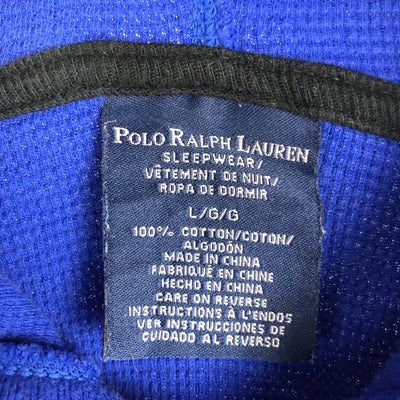 POLO RALPH LAUREN
SLEEPWEAR/
VÊTEMENT DE NUIT/
ROPA DE DORMIR
L/G/G
100% COTTON/COTON/
ALGODÓN
MADE IN CHINA
FABRIQUÉ EN CHINE
HECHO EN CHINA
CARE ON REVERSE
INSTRUCTIONS À L'ENDOS
VER INSTRUCCIONES DE
CUIDADO AL REVERSO